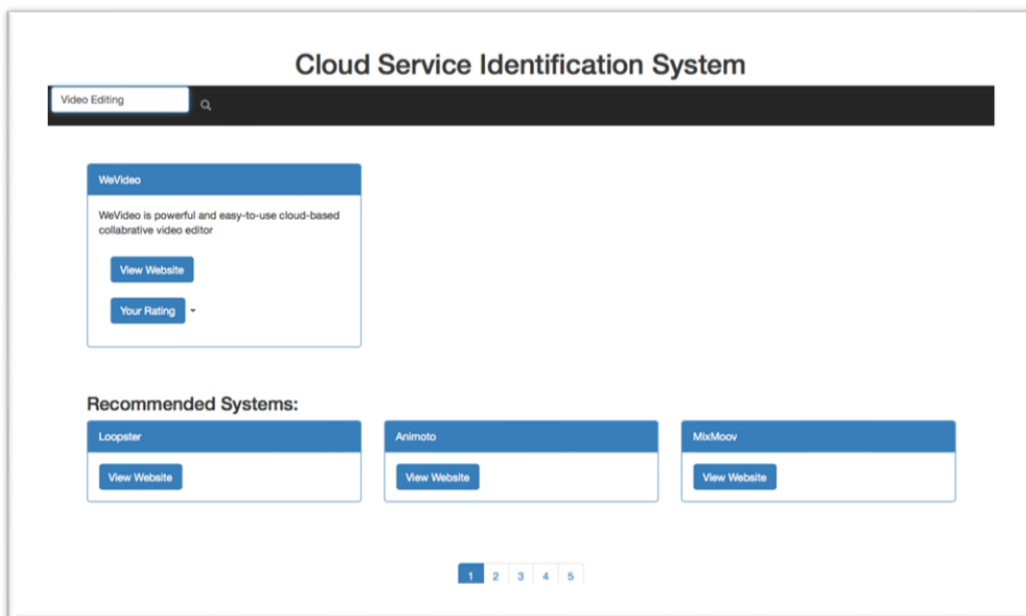 Cloud Service Identification System
Video Editing
WeVideo
WeVideo is powerful and easy-to-use cloud-based
collabrative video editor
View Website
Your Rating
Recommended Systems:
Loopster
Animoto
MixMoov
View Website
View Website
View Website
1 2 3 4 5